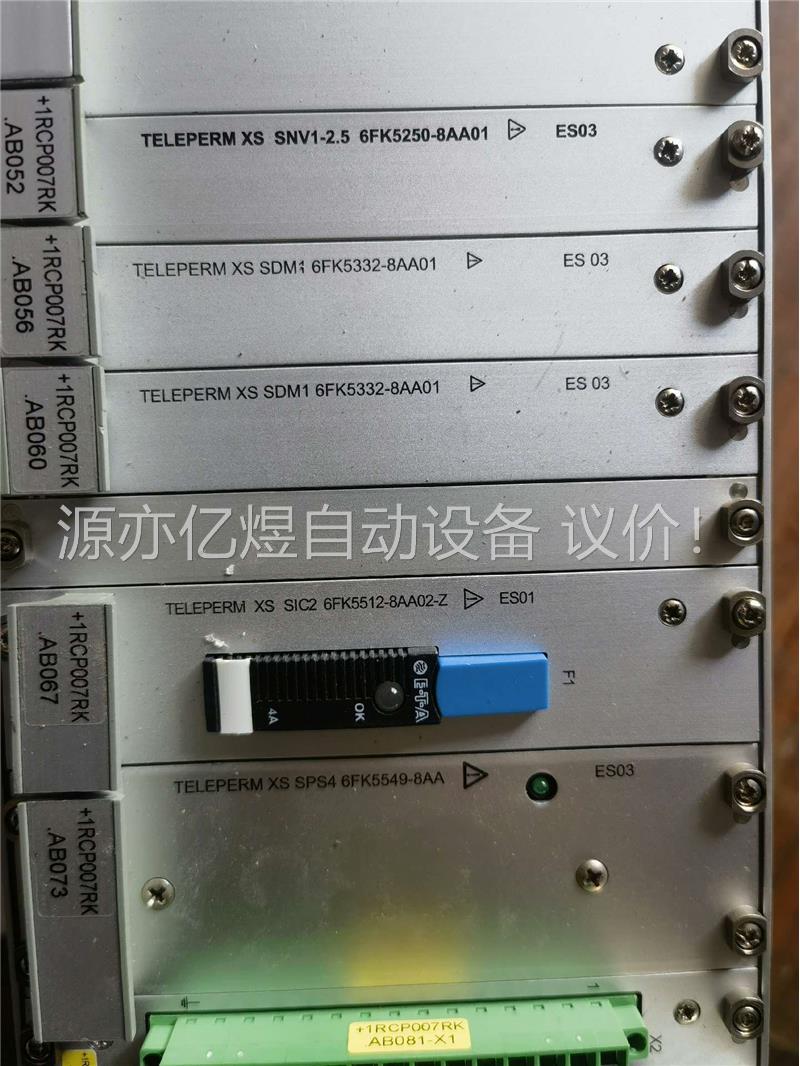 +1RCP007RK
.AB052
TELEPERM XS SNV1-2.5 6FK5250-8AA01 ES03
+1RCP007RK
.AB056
TELEPERM XS SDM1 6FK5332-8AA01 ES 03
+1RCP007RK
.AB060
TELEPERM XS SDM1 6FK5332-8AA01 ES 03
源亦亿煜自动设备 议价!
+1RCP007RK
.AB067
TELEPERM XS SIC2 6FK5512-8AA02-Z ES01
4A
OK
E-T-A
F1
+1RCP007RK
.AB073
TELEPERM XS SPS4 6FK5549-8AA ES03
1
+1RCP007RK
.AB081-X1
X2